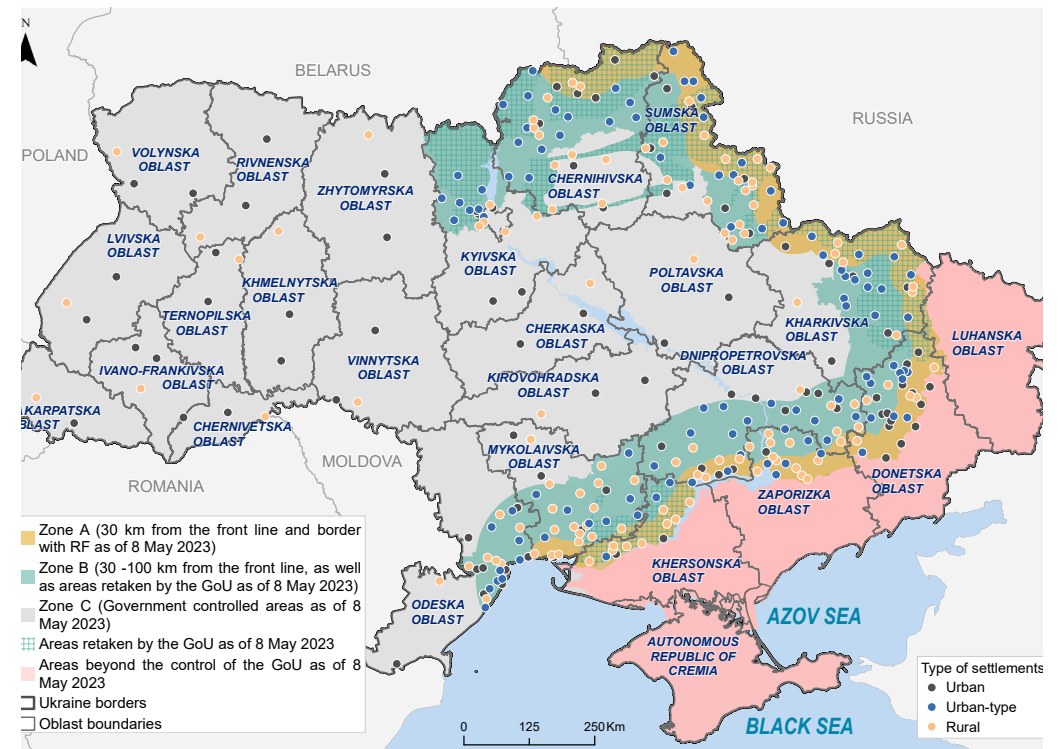 N
BELARUS
RUSSIA
POLAND
VOLYNSKA
OBLAST
RIVNENSKA
OBLAST
ZHYTOMYRSKA
OBLAST
SUMSKA
OBLAST
CHERNIHIVSKA
OBLAST
LVIVSKA
OBLAST
KYIVSKA
OBLAST
POLTAVSKA
OBLAST
KHMELNYTSKA
OBLAST
TERNOPILSKA
OBLAST
CHERKASKA
OBLAST
KHARKIVSKA
OBLAST
LUHANSKA
OBLAST
IVANO-FRANKIVSKA
OBLAST
VINNYTSKA
OBLAST
DNIPROPETROVSKA
OBLAST
KIROVOHRADSKA
OBLAST
AKARPATSKA
BLAST
CHERNIVETSKA
OBLAST
MYKOLAIVSKA
OBLAST
MOLDOVA
DONETSKA
OBLAST
ROMANIA
ZAPORIZKA
OBLAST
KHERSONSKA
OBLAST
ODESKA
OBLAST
AZOV SEA
AUTONOMOUS
REPUBLIC OF
CREMIA
BLACK SEA
Zone A (30 km from the front line and border
with RF as of 8 May 2023)
Zone B (30 -100 km from the front line, as well
as areas retaken by the GoU as of 8 May 2023)
Zone C (Government controlled areas as of 8
May 2023)
Areas retaken by the GoU as of 8 May 2023
Areas beyond the control of the GoU as of 8
May 2023
Ukraine borders
Oblast boundaries
0 125 250 Km
Type of settlements
Urban
Urban-type
Rural